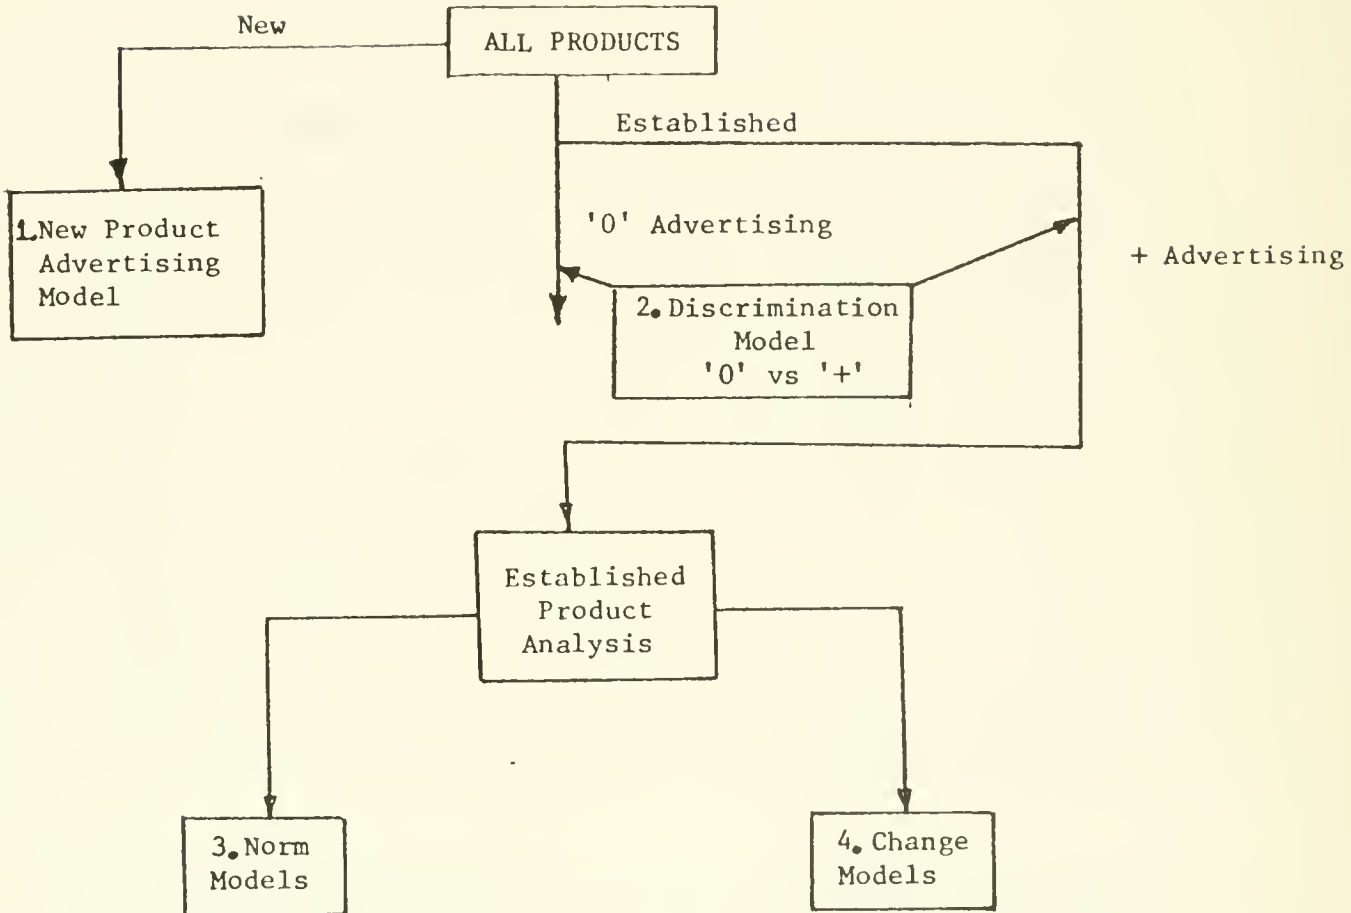 New
ALL PRODUCTS
Established
1.New Product
Advertising
Model
'0' Advertising
+ Advertising
2.Discrimination
Model
'0' vs '+'
Established
Product
Analysis
3.Norm
Models
4.Change
Models